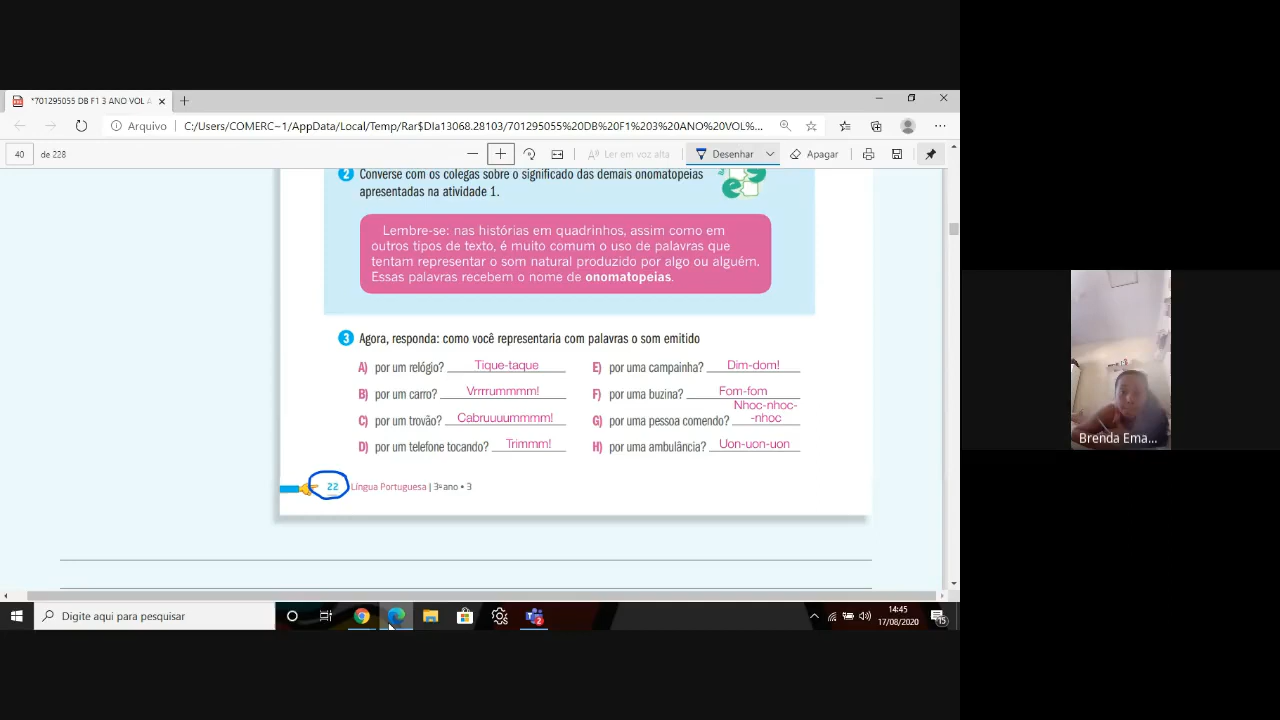 *701295055 DB F1 3 ANO VOL A
Arquivo
C:/Users/COMERC~1/AppData/Local/Temp/Rar$DIa13068.28103/701295055%20DB%20F1%203%20ANO%20VOL%...
40 de 228
Ler em voz alta
Desenhar
Apagar
2 Converse com os colegas sobre o significado das demais onomatopeias
apresentadas na atividade 1.
Lembre-se: nas histórias em quadrinhos, assim como em
outros tipos de texto, é muito comum o uso de palavras que
tentam representar o som natural produzido por algo ou alguém.
Essas palavras recebem o nome de onomatopeias.
3 Agora, responda: como você representaria com palavras o som emitido
A) por um relógio? Tique-taque
B) por um carro? Vrrrrummmm!
C) por um trovão? Cabruuuummmm!
D) por um telefone tocando? Trimmm!
E) por uma campainha? Dim-dom!
F) por uma buzina? Fom-fom
G) por uma pessoa comendo? Nhoc-nhoc-
-nhoc
H) por uma ambulância? Uon-uon-uon
22 Língua Portuguesa | 3º ano • 3
Brenda Ema...
Digite aqui para pesquisar
2
14:45
17/08/2020
15